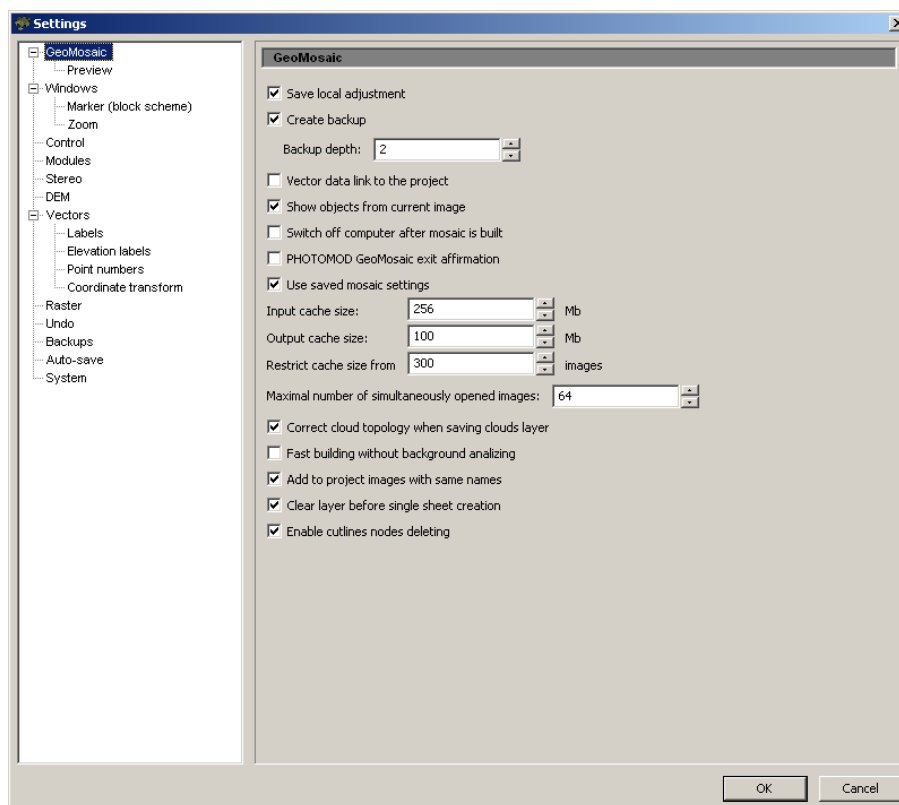 Settings
GeoMosaic
Preview
Windows
Marker (block scheme)
Zoom
Control
Modules
Stereo
DEM
Vectors
Labels
Elevation labels
Point numbers
Coordinate transform
Raster
Undo
Backups
Auto-save
System
GeoMosaic
Save local adjustment
Create backup
Backup depth: 2
Vector data link to the project
Show objects from current image
Switch off computer after mosaic is built
PHOTOMOD GeoMosaic exit affirmation
Use saved mosaic settings
Input cache size: 256 Mb
Output cache size: 100 Mb
Restrict cache size from 300 images
Maximal number of simultaneously opened images: 64
Correct cloud topology when saving clouds layer
Fast building without background analizing
Add to project images with same names
Clear layer before single sheet creation
Enable cutlines nodes deleting
OK Cancel